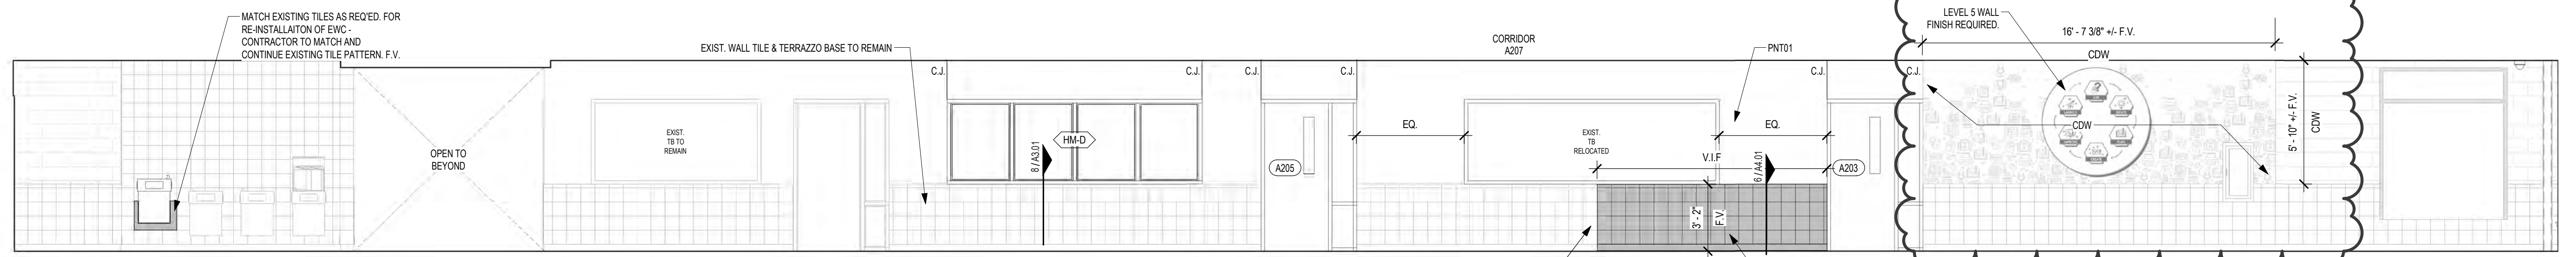 MATCH EXISTING TILES AS REQ'ED. FOR
RE-INSTALLAITON OF EWC -
CONTRACTOR TO MATCH AND
CONTINUE EXISTING TILE PATTERN. F.V.
OPEN TO
BEYOND
EXIST. WALL TILE & TERRAZZO BASE TO REMAIN
EXIST.
TB TO
REMAIN
C.J.
8 / A3.01
HM-D
C.J.
C.J.
A205
C.J.
CORRIDOR
A207
EQ.
EXIST.
TB
RELOCATED
V.I.F
3' - 2"
F.V.
PNT01
EQ.
6 / A4.01
C.J.
A203
C.J.
LEVEL 5 WALL
FINISH REQUIRED.
16' - 7 3/8" +/- F.V.
CDW
CDW
5' - 10" +/- F.V.
CDW